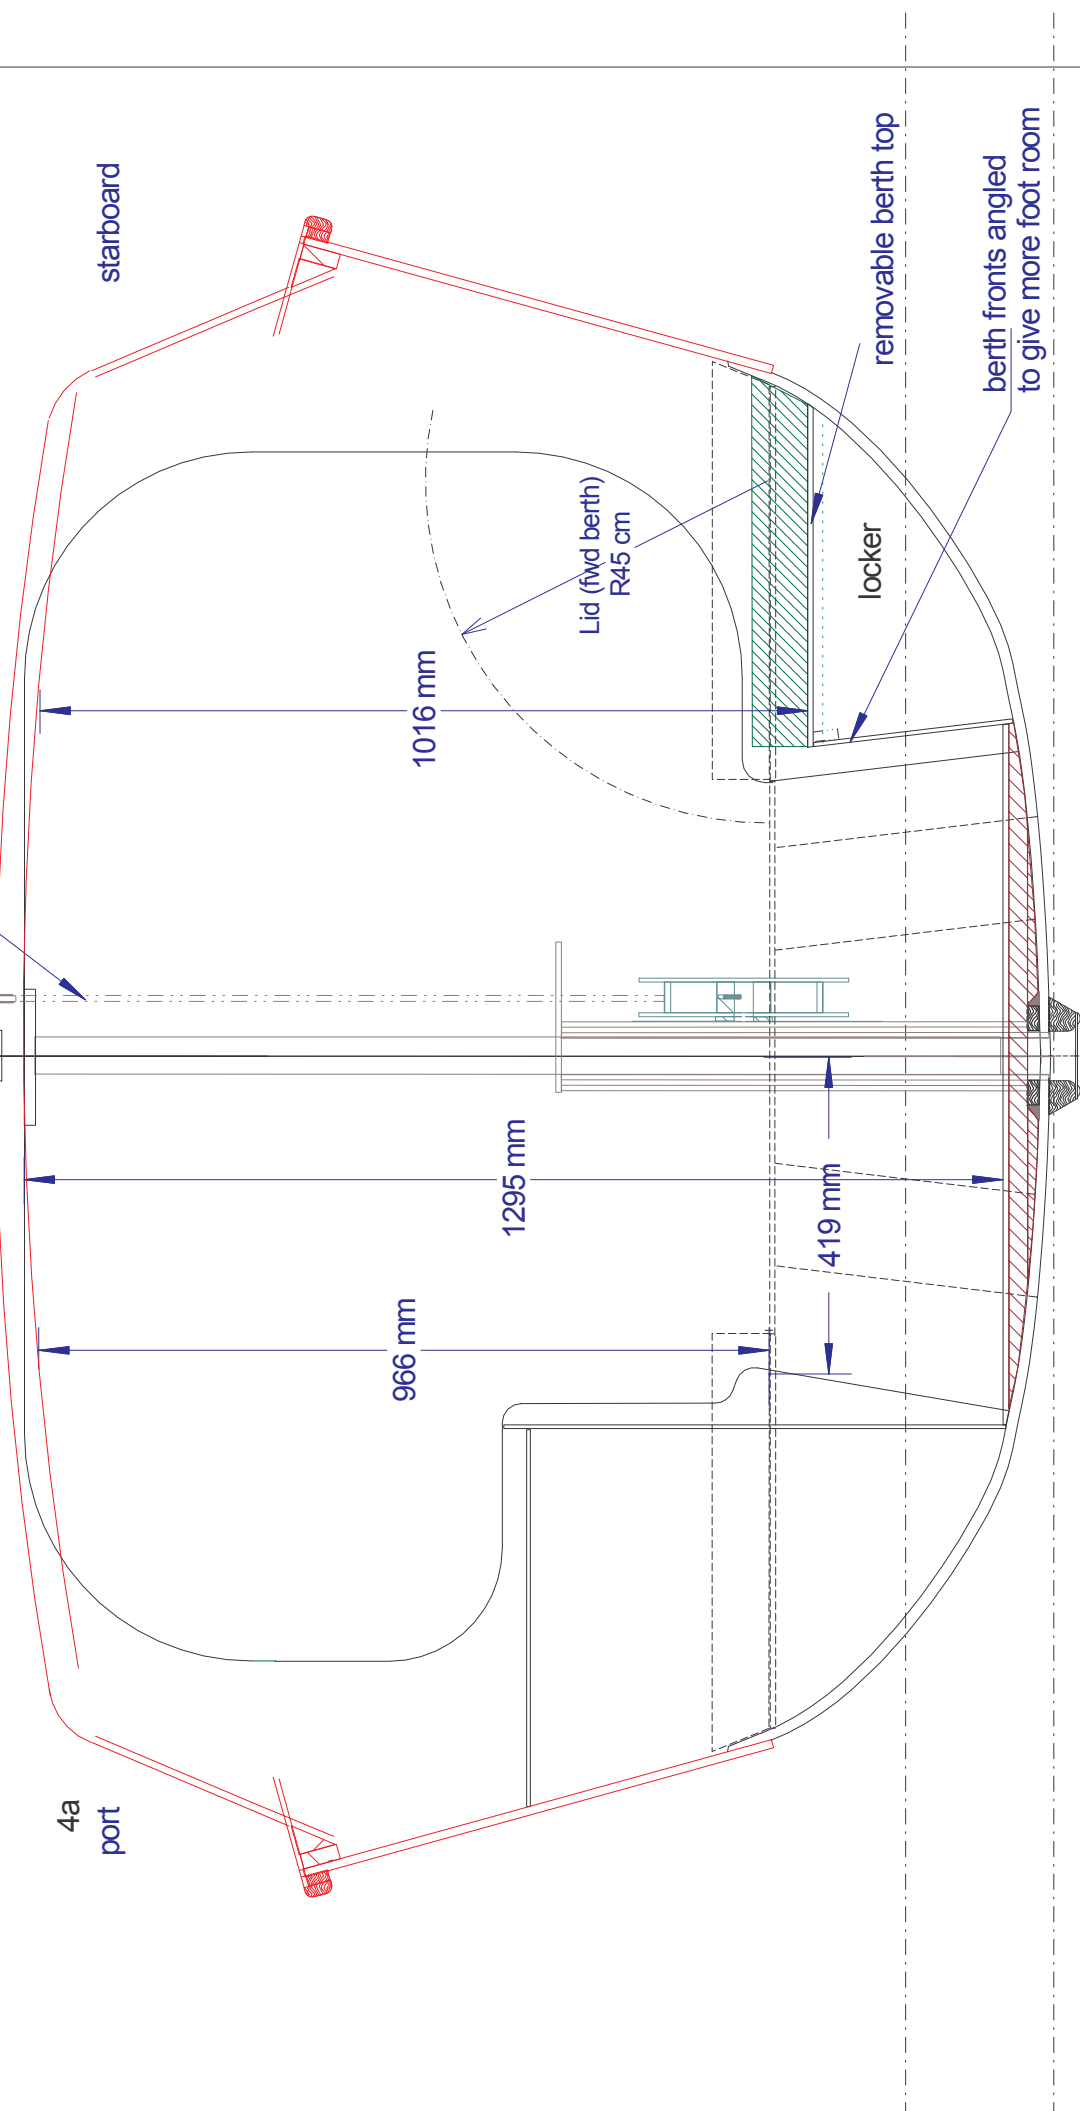 4a
port
starboard
966 mm
1295 mm
1016 mm
419 mm
Lid (fwd berth)
R45 cm
locker
removable berth top
berth fronts angled
to give more foot room